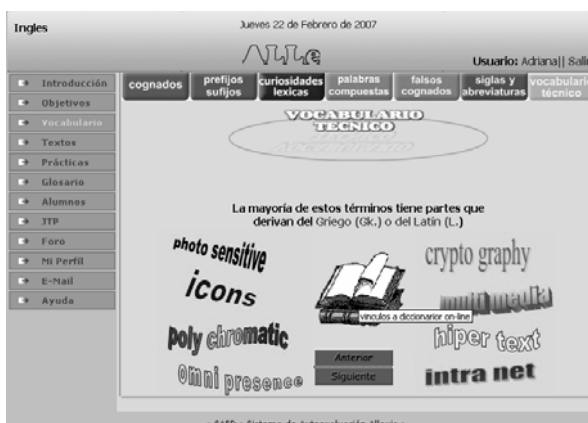 Ingles
Jueves 22 de Febrero de 2007
ALLe
Usuario: Adriana|| Salir
Introducción
Objetivos
Vocabulario
Textos
Prácticas
Glosario
Alumnos
JTP
Foro
Mi Perfil
E-Mail
Ayuda
cognados
prefijos sufijos
curiosidades lexicas
palabras compuestas
falsos cognados
siglas y abreviaturas
vocabulario técnico
VOCABULARIO
TECNICO
La mayoría de estos términos tiene partes que
derivan del Griego (Gk.) o del Latín (L.)
photo sensitive
icons
poly chromatic
omni presence
vinculos a diccionarior on-line
Anterior
Siguiente
crypto graphy
multi media
hiper text
intra net